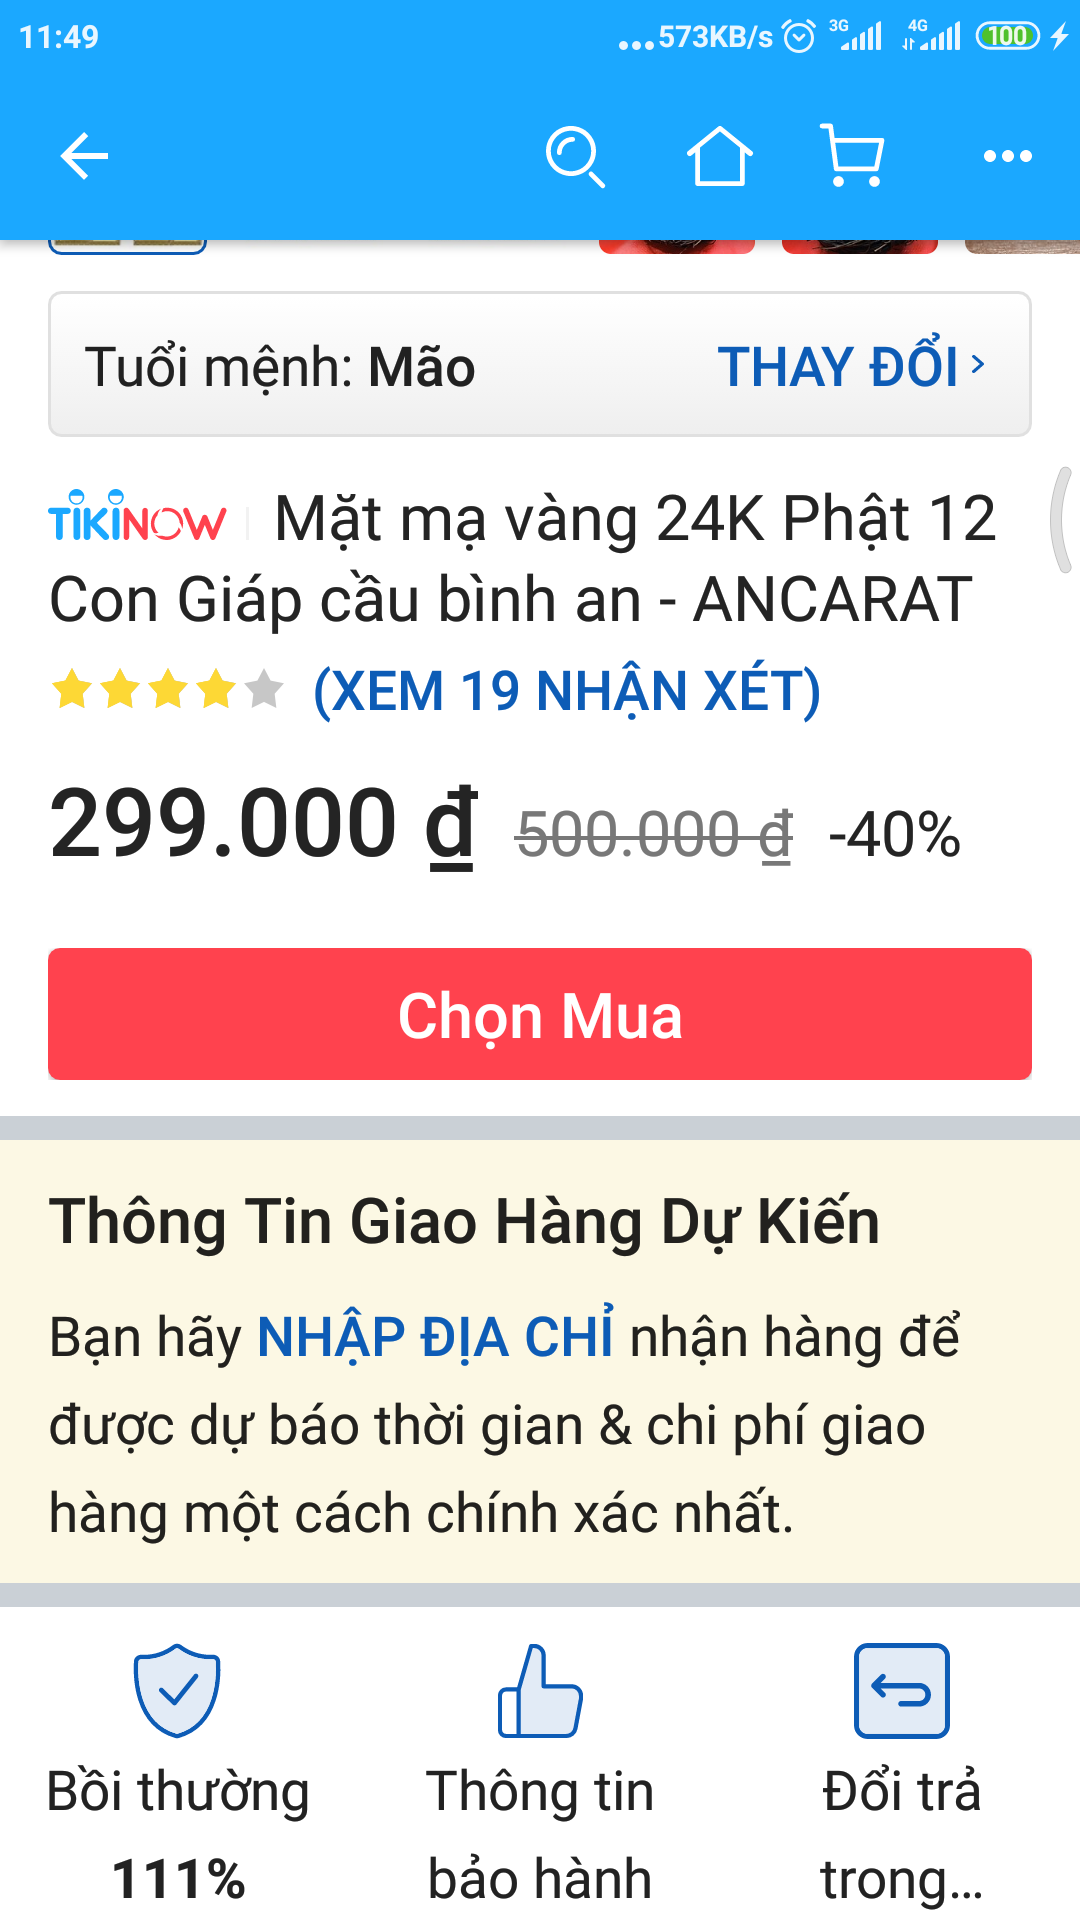 11:49
...573KB/s 3G 4G 100
Tuổi mệnh: Mão THAY ĐỔI
TIKINOW Mặt mạ vàng 24K Phật 12
Con Giáp cầu bình an - ANCARAT
(XEM 19 NHẬN XÉT)
299.000 ₫ 500.000 ₫ -40%
Chọn Mua
Thông Tin Giao Hàng Dự Kiến
Bạn hãy NHẬP ĐỊA CHỈ nhận hàng để
được dự báo thời gian & chi phí giao
hàng một cách chính xác nhất.
Bồi thường
111%
Thông tin
bảo hành
Đổi trả
trong...